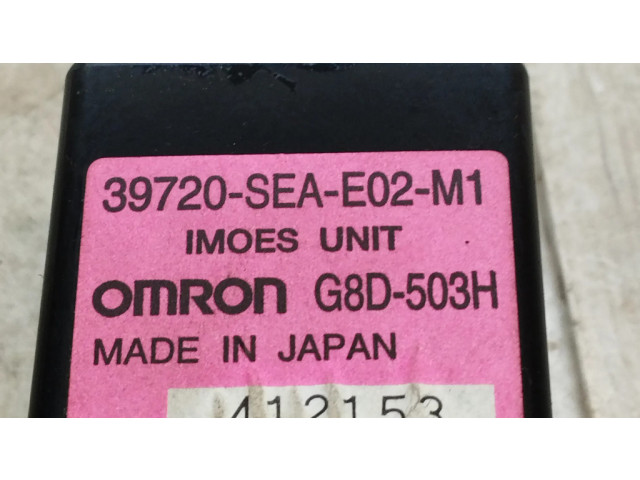 39720-SEA-E02-M1
IMOES UNIT
OMRON G8D-503H
MADE IN JAPAN
412153